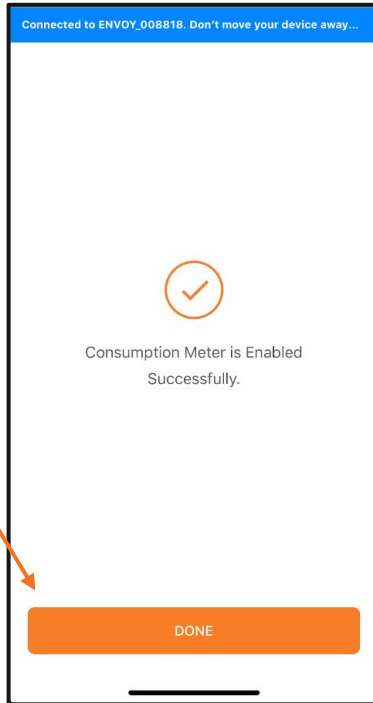 Connected to ENVOY_008818. Don't move your device away...
Consumption Meter is Enabled
Successfully.
DONE